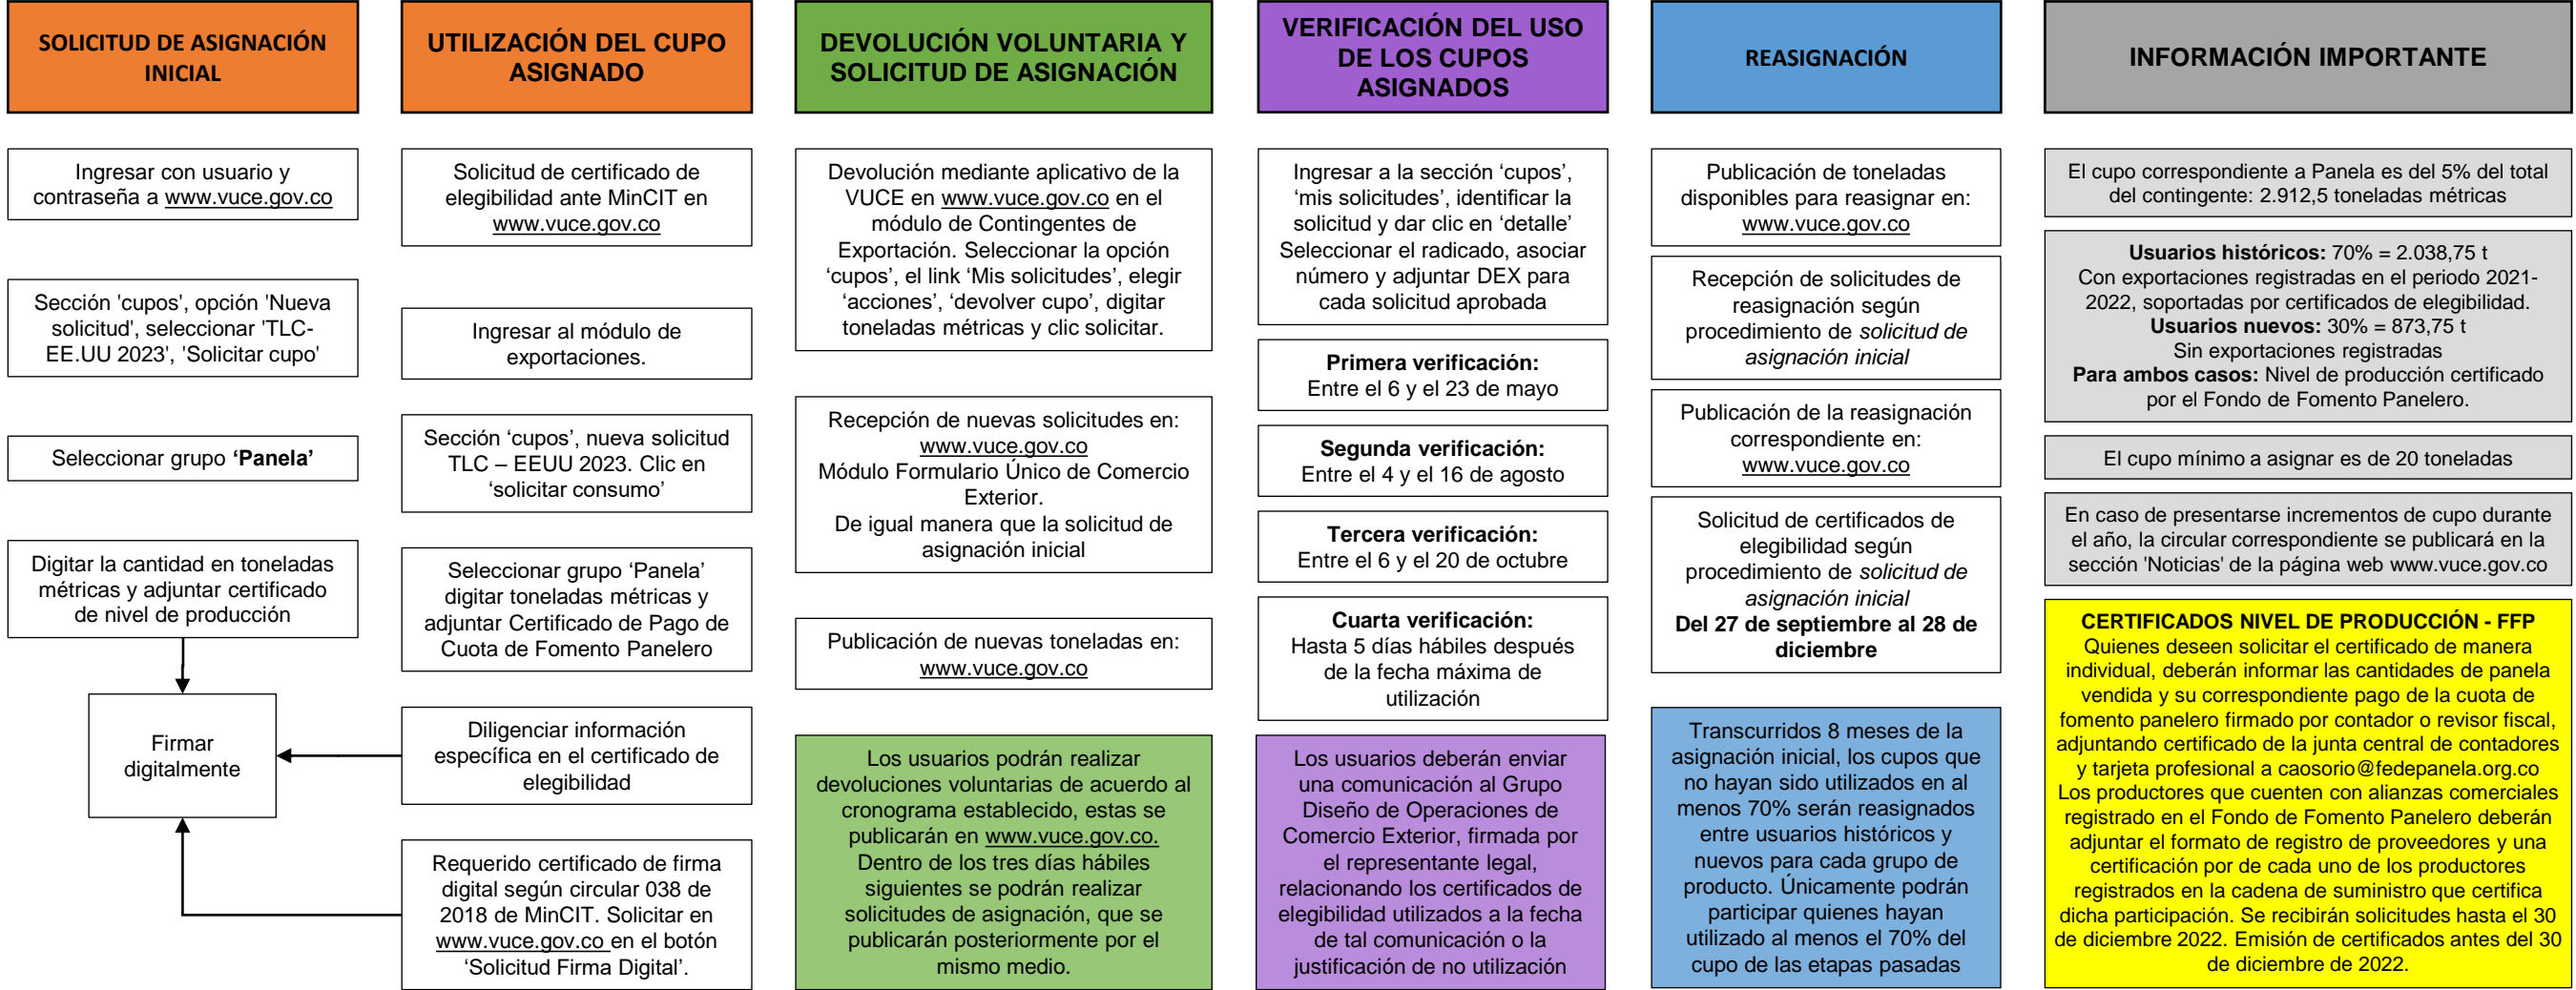 SOLICITUD DE ASIGNACIÓN
INICIAL
Ingresar con usuario y
contraseña a www.vuce.gov.co
Sección 'cupos', opción 'Nueva
solicitud', seleccionar 'TLC-
EE.UU 2023', 'Solicitar cupo'
Seleccionar grupo ‘Panela’
Digitar la cantidad en toneladas
métricas y adjuntar certificado
de nivel de producción
Firmar
digitalmente
UTILIZACIÓN DEL CUPO
ASIGNADO
Solicitud de certificado de
elegibilidad ante MinCIT en
www.vuce.gov.co
Ingresar al módulo de
exportaciones.
Sección ‘cupos’, nueva solicitud
TLC – EEUU 2023. Clic en
‘solicitar consumo’
Seleccionar grupo ‘Panela’
digitar toneladas métricas y
adjuntar Certificado de Pago de
Cuota de Fomento Panelero
Diligenciar información
específica en el certificado de
elegibilidad
Requerido certificado de firma
digital según circular 038 de
2018 de MinCIT. Solicitar en
www.vuce.gov.co en el botón
‘Solicitud Firma Digital’.
DEVOLUCIÓN VOLUNTARIA Y
SOLICITUD DE ASIGNACIÓN
Devolución mediante aplicativo de la
VUCE en www.vuce.gov.co en el
módulo de Contingentes de
Exportación. Seleccionar la opción
‘cupos’, el link ‘Mis solicitudes’, elegir
‘acciones’, ‘devolver cupo’, digitar
toneladas métricas y clic solicitar.
Recepción de nuevas solicitudes en:
www.vuce.gov.co
Módulo Formulario Único de Comercio
Exterior.
De igual manera que la solicitud de
asignación inicial
Publicación de nuevas toneladas en:
www.vuce.gov.co
Los usuarios podrán realizar
devoluciones voluntarias de acuerdo al
cronograma establecido, estas se
publicarán en www.vuce.gov.co.
Dentro de los tres días hábiles
siguientes se podrán realizar
solicitudes de asignación, que se
publicarán posteriormente por el
mismo medio.
VERIFICACIÓN DEL USO
DE LOS CUPOS
ASIGNADOS
Ingresar a la sección ‘cupos’,
‘mis solicitudes’, identificar la
solicitud y dar clic en ‘detalle’
Seleccionar el radicado, asociar
número y adjuntar DEX para
cada solicitud aprobada
Primera verificación:
Entre el 6 y el 23 de mayo
Segunda verificación:
Entre el 4 y el 16 de agosto
Tercera verificación:
Entre el 6 y el 20 de octubre
Cuarta verificación:
Hasta 5 días hábiles después
de la fecha máxima de
utilización
Los usuarios deberán enviar
una comunicación al Grupo
Diseño de Operaciones de
Comercio Exterior, firmada por
el representante legal,
relacionando los certificados de
elegibilidad utilizados a la fecha
de tal comunicación o la
justificación de no utilización
REASIGNACIÓN
Publicación de toneladas
disponibles para reasignar en:
www.vuce.gov.co
Recepción de solicitudes de
reasignación según
procedimiento de solicitud de
asignación inicial
Publicación de la reasignación
correspondiente en:
www.vuce.gov.co
Solicitud de certificados de
elegibilidad según
procedimiento de solicitud de
asignación inicial
Del 27 de septiembre al 28 de
diciembre
Transcurridos 8 meses de la
asignación inicial, los cupos que
no hayan sido utilizados en al
menos 70% serán reasignados
entre usuarios históricos y
nuevos para cada grupo de
producto. Únicamente podrán
participar quienes hayan
utilizado al menos el 70% del
cupo de las etapas pasadas
INFORMACIÓN IMPORTANTE
El cupo correspondiente a Panela es del 5% del total
del contingente: 2.912,5 toneladas métricas
Usuarios históricos: 70% = 2.038,75 t
Con exportaciones registradas en el periodo 2021-
2022, soportadas por certificados de elegibilidad.
Usuarios nuevos: 30% = 873,75 t
Sin exportaciones registradas
Para ambos casos: Nivel de producción certificado
por el Fondo de Fomento Panelero.
El cupo mínimo a asignar es de 20 toneladas
En caso de presentarse incrementos de cupo durante
el año, la circular correspondiente se publicará en la
sección 'Noticias' de la página web www.vuce.gov.co
CERTIFICADOS NIVEL DE PRODUCCIÓN - FFP
Quienes deseen solicitar el certificado de manera
individual, deberán informar las cantidades de panela
vendida y su correspondiente pago de la cuota de
fomento panelero firmado por contador o revisor fiscal,
adjuntando certificado de la junta central de contadores
y tarjeta profesional a caosorio@fedepanela.org.co
Los productores que cuenten con alianzas comerciales
registrado en el Fondo de Fomento Panelero deberán
adjuntar el formato de registro de proveedores y una
certificación por de cada uno de los productores
registrados en la cadena de suministro que certifica
dicha participación. Se recibirán solicitudes hasta el 30
de diciembre 2022. Emisión de certificados antes del 30
de diciembre de 2022.